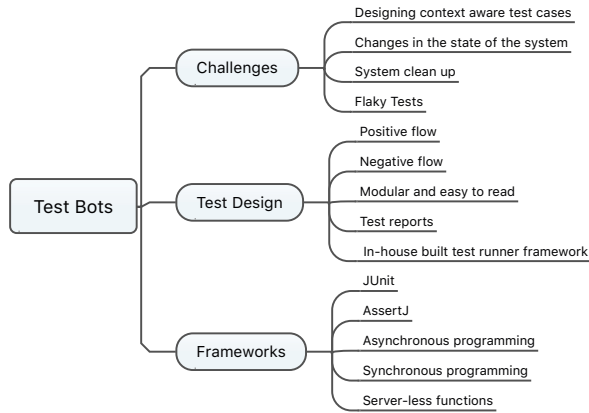 Test Bots
Challenges
Designing context aware test cases
Changes in the state of the system
System clean up
Flaky Tests
Test Design
Positive flow
Negative flow
Modular and easy to read
Test reports
In-house built test runner framework
Frameworks
JUnit
AssertJ
Asynchronous programming
Synchronous programming
Server-less functions